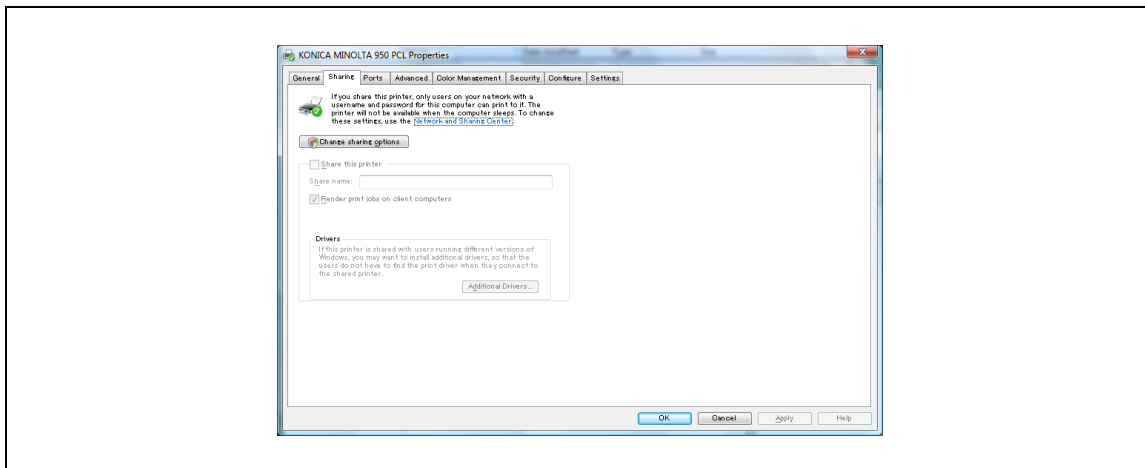 KONICA MINOLTA 950 PCL Properties
General Sharing Ports Advanced Color Management Security Configure Settings
If you share this printer, only users on your network with a
username and password for this computer can print to it. The
printer will not be available when the computer sleeps. To change
these settings, use the Network and Sharing Center.
Change sharing options
Share this printer
Share name:
Render print jobs on client computers
Drivers
If this printer is shared with users running different versions of
Windows, you may want to install additional drivers, so that the
users do not have to find the print driver when they connect to
the shared printer.
Additional Drivers...
OK Cancel Apply Help